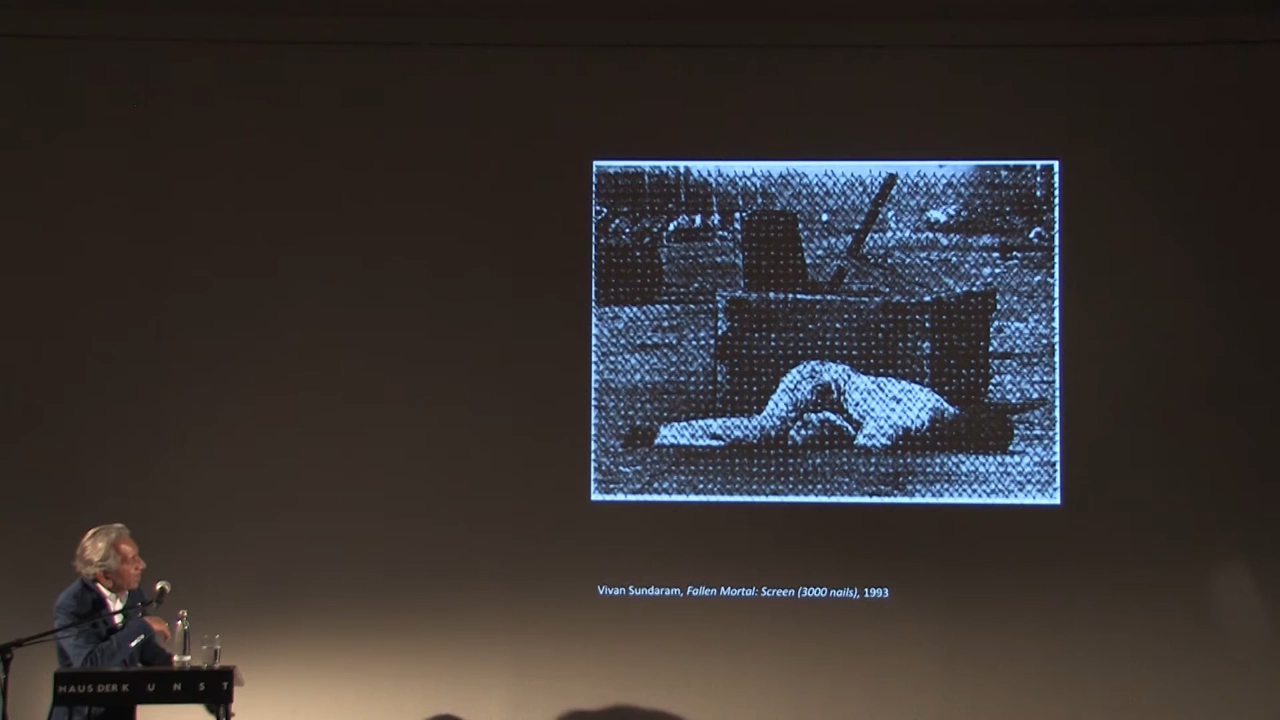 Vivan Sundaram, Fallen Mortal: Screen (3000 nails), 1993
HAUS DER K U N S T